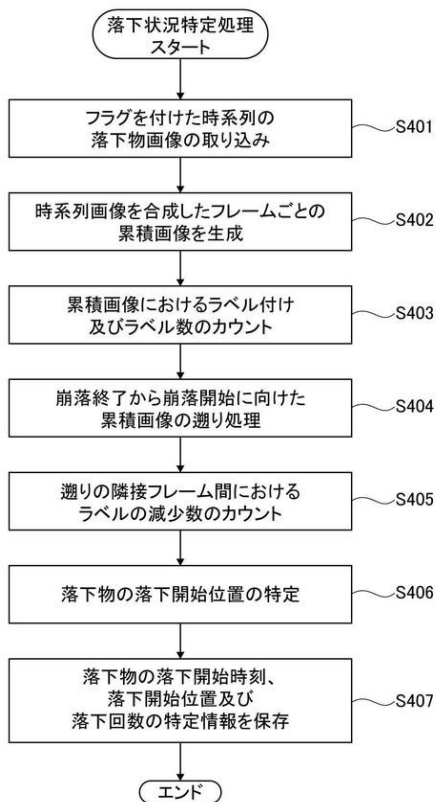 落下状況特定処理
スタート
フラグを付けた時系列の
落下物画像の取り込み
S401
時系列画像を合成したフレームごとの
累積画像を生成
S402
累積画像におけるラベル付け
及びラベル数のカウント
S403
崩落終了から崩落開始に向けた
累積画像の遡り処理
S404
遡りの隣接フレーム間における
ラベルの減少数のカウント
S405
落下物の落下開始位置の特定
S406
落下物の落下開始時刻、
落下開始位置及び
落下回数の特定情報を保存
S407
エンド